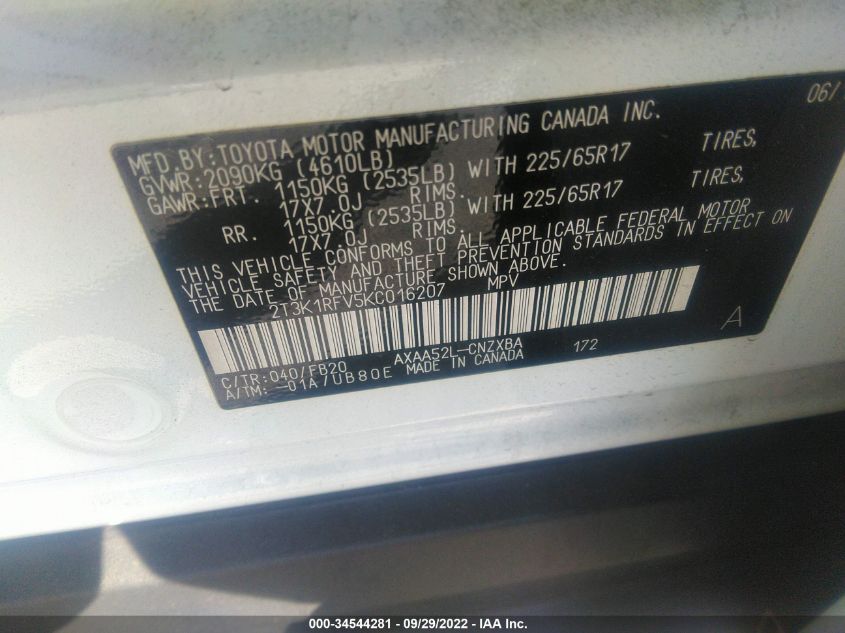 06/
MFD.BY:TOYOTA MOTOR MANUFACTURING CANADA INC.
GVWR:2090KG (4610LB)
GAWR:FRT. 1150KG (2535LB) WITH 225/65R17 TIRES,
17X7.0J RIMS.
RR. 1150KG (2535LB) WITH 225/65R17 TIRES,
17X7.0J RIMS.
THIS VEHICLE CONFORMS TO ALL APPLICABLE FEDERAL MOTOR
VEHICLE SAFETY AND THEFT PREVENTION STANDARDS IN EFFECT ON
THE DATE OF MANUFACTURE SHOWN ABOVE.
2T3K1RFV5KC016207 MPV
A
C/TR:040/FB20 AXAA52L-CNZXBA 172
A/TM: -01A/UB80E MADE IN CANADA
000-34544281 - 09/29/2022 - IAA Inc.